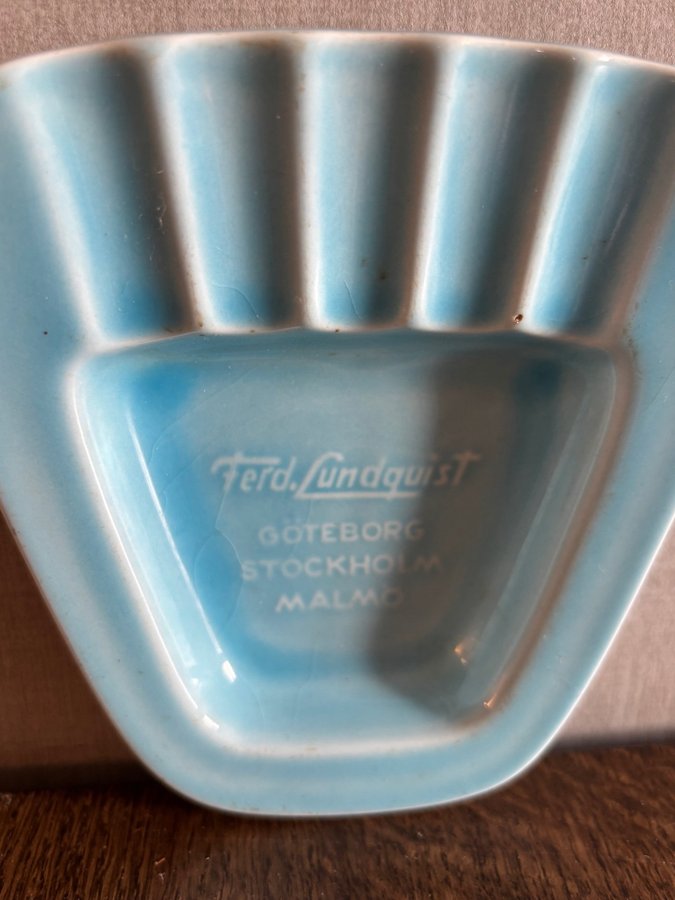 Ferd. Lundquist
GÖTEBORG
STOCKHOLM
MALMÖ